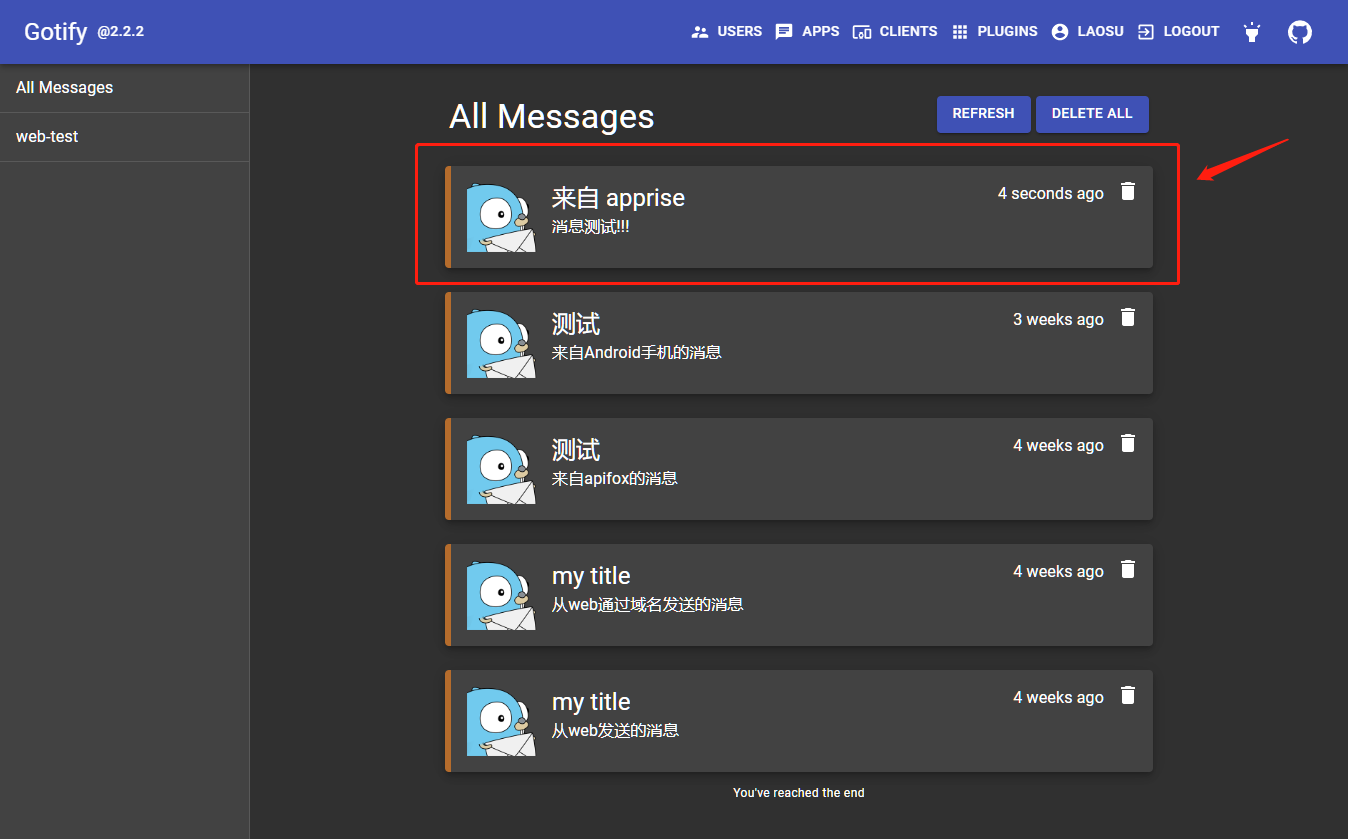 Gotify @2.2.2
USERS APPS CLIENTS PLUGINS LAOSU LOGOUT
All Messages
web-test
All Messages
REFRESH DELETE ALL
来自 apprise
4 seconds ago
消息测试!!!
测试
3 weeks ago
来自Android手机的消息
测试
4 weeks ago
来自apifox的消息
my title
4 weeks ago
从web通过域名发送的消息
my title
4 weeks ago
从web发送的消息
You've reached the end